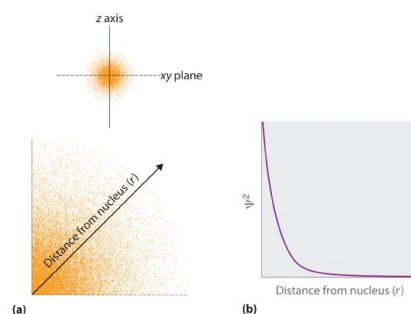 z axis
xy plane
Distance from nucleus (r)
(a)
Ψ²
Distance from nucleus (r)
(b)